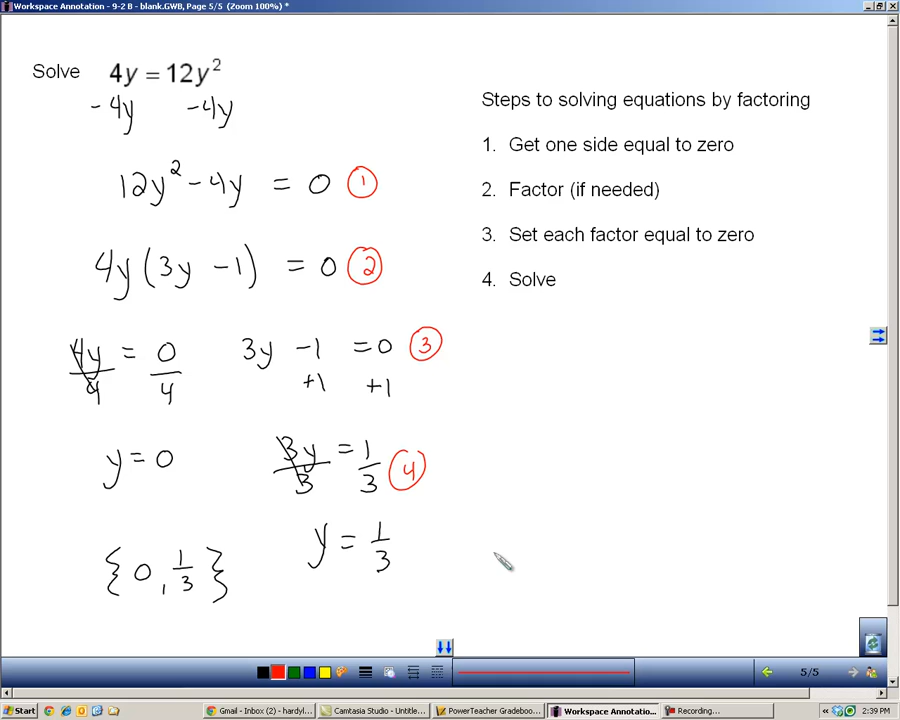 Workspace Annotation - 9-2 B - blank.GWB, Page 5/5 (Zoom 100%) *
Solve 4y = 12y²
- 4y - 4y
12y² - 4y = 0 ①
4y (3y - 1) = 0 ②
4y/4 = 0/4 3y - 1 = 0 ③
+1 +1
y = 0 3y/3 = 1/3 ④
y = 1/3
{0, 1/3}
Steps to solving equations by factoring
1. Get one side equal to zero
2. Factor (if needed)
3. Set each factor equal to zero
4. Solve
5/5
Start Gmail - Inbox (hardyl... Camtasia Studio - Untitle... PowerTeacher Gradeboo... Workspace Annotatio... Recording... 2:39 PM